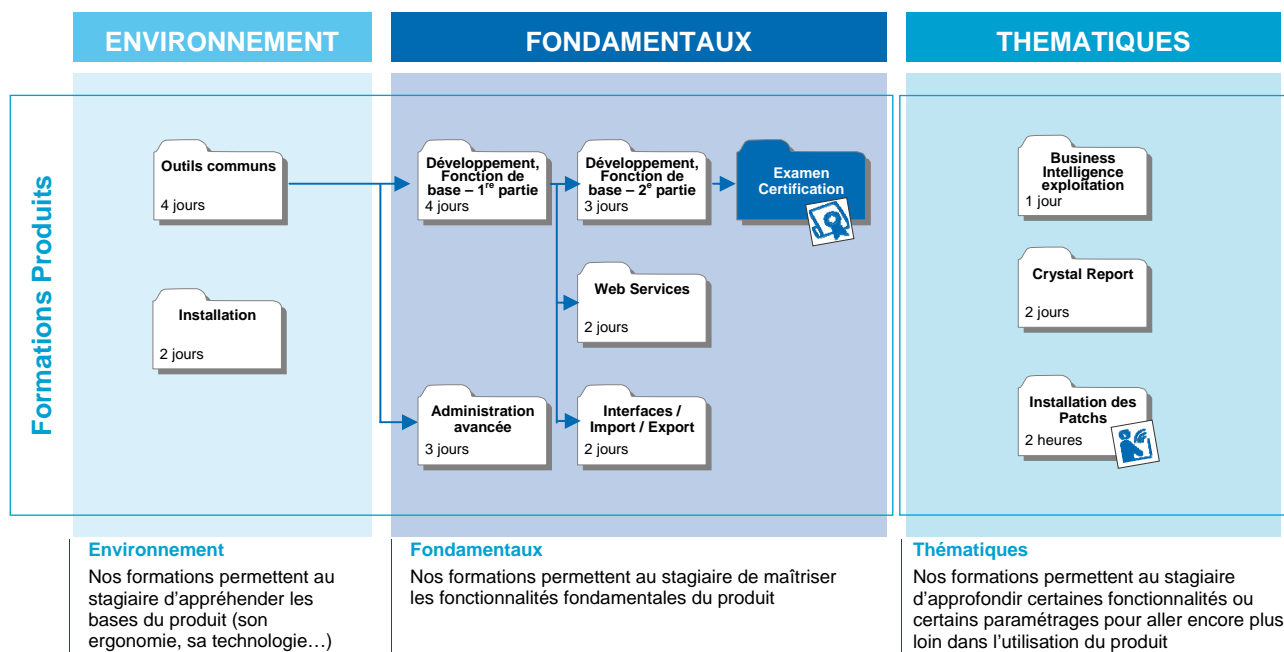 ENVIRONNEMENT
FONDAMENTAUX
THEMATIQUES
Formations Produits
Outils communs
4 jours
Installation
2 jours
Développement,
Fonction de
base – 1re partie
4 jours
Développement,
Fonction de
base – 2e partie
3 jours
Examen
Certification
Web Services
2 jours
Administration
avancée
3 jours
Interfaces /
Import / Export
2 jours
Business
Intelligence
exploitation
1 jour
Crystal Report
2 jours
Installation des
Patchs
2 heures
Environnement
Nos formations permettent au
stagiaire d'appréhender les
bases du produit (son
ergonomie, sa technologie…)
Fondamentaux
Nos formations permettent au stagiaire de maîtriser
les fonctionnalités fondamentales du produit
Thématiques
Nos formations permettent au stagiaire
d'approfondir certaines fonctionnalités ou
certains paramétrages pour aller encore plus
loin dans l'utilisation du produit